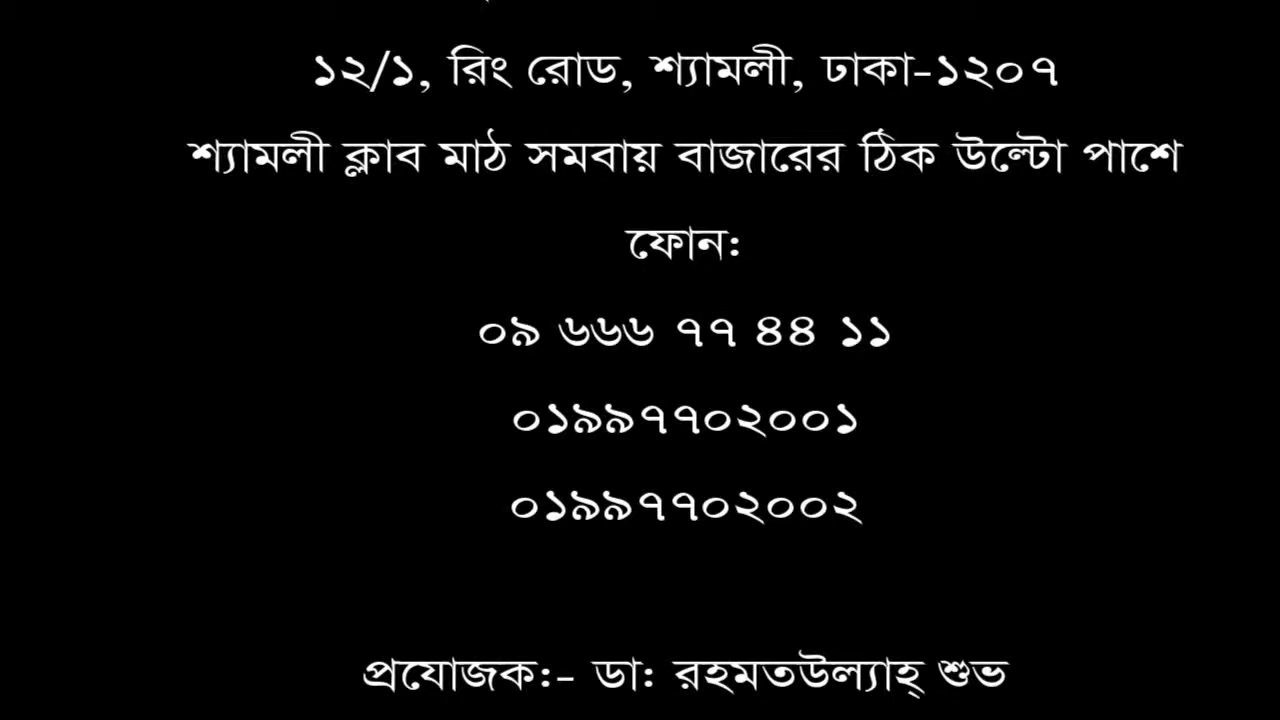 ১২/১, রিং রোড, শ্যামলী, ঢাকা-১২০৭
শ্যামলী ক্লাব মাঠ সমবায় বাজারের ঠিক উল্টো পাশে
ফোন:
০৯ ৬৬৬ ৭৭ ৪৪ ১১
০১৯৯৭৭০২০০১
০১৯৯৭৭০২০০২
প্রযোজক:- ডা: রহমতউল্যাহ্ শুভ